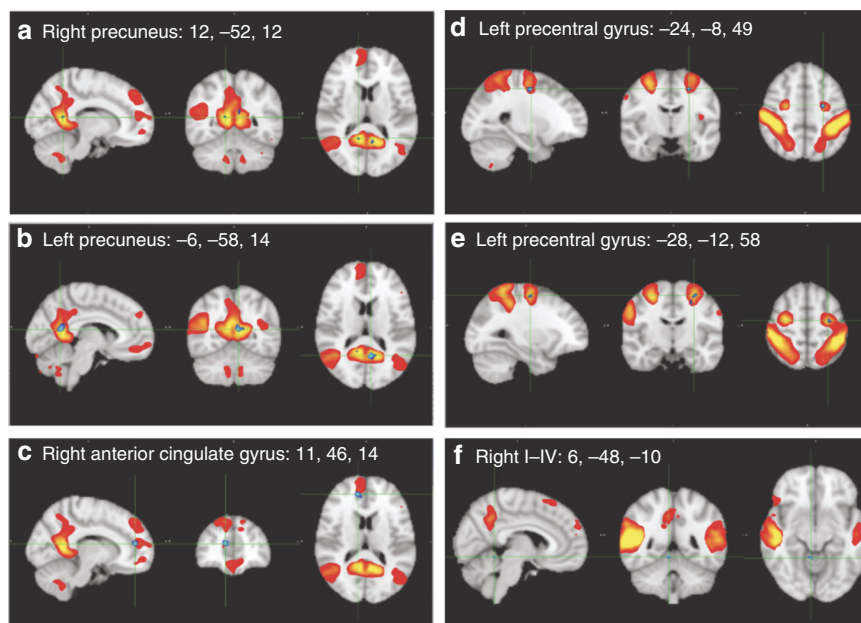 a Right precuneus: 12, –52, 12
b Left precuneus: –6, –58, 14
c Right anterior cingulate gyrus: 11, 46, 14
d Left precentral gyrus: –24, –8, 49
e Left precentral gyrus: –28, –12, 58
f Right I–IV: 6, –48, –10